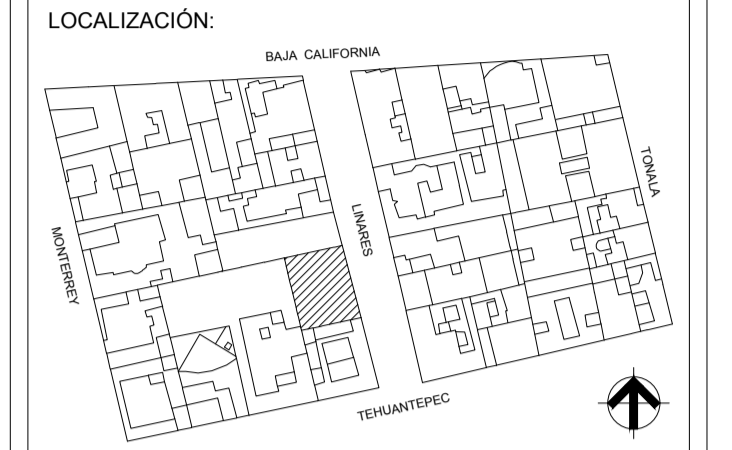 LOCALIZACIÓN:
BAJA CALIFORNIA
MONTERREY
LINARES
TONALA
TEHUANTEPEC